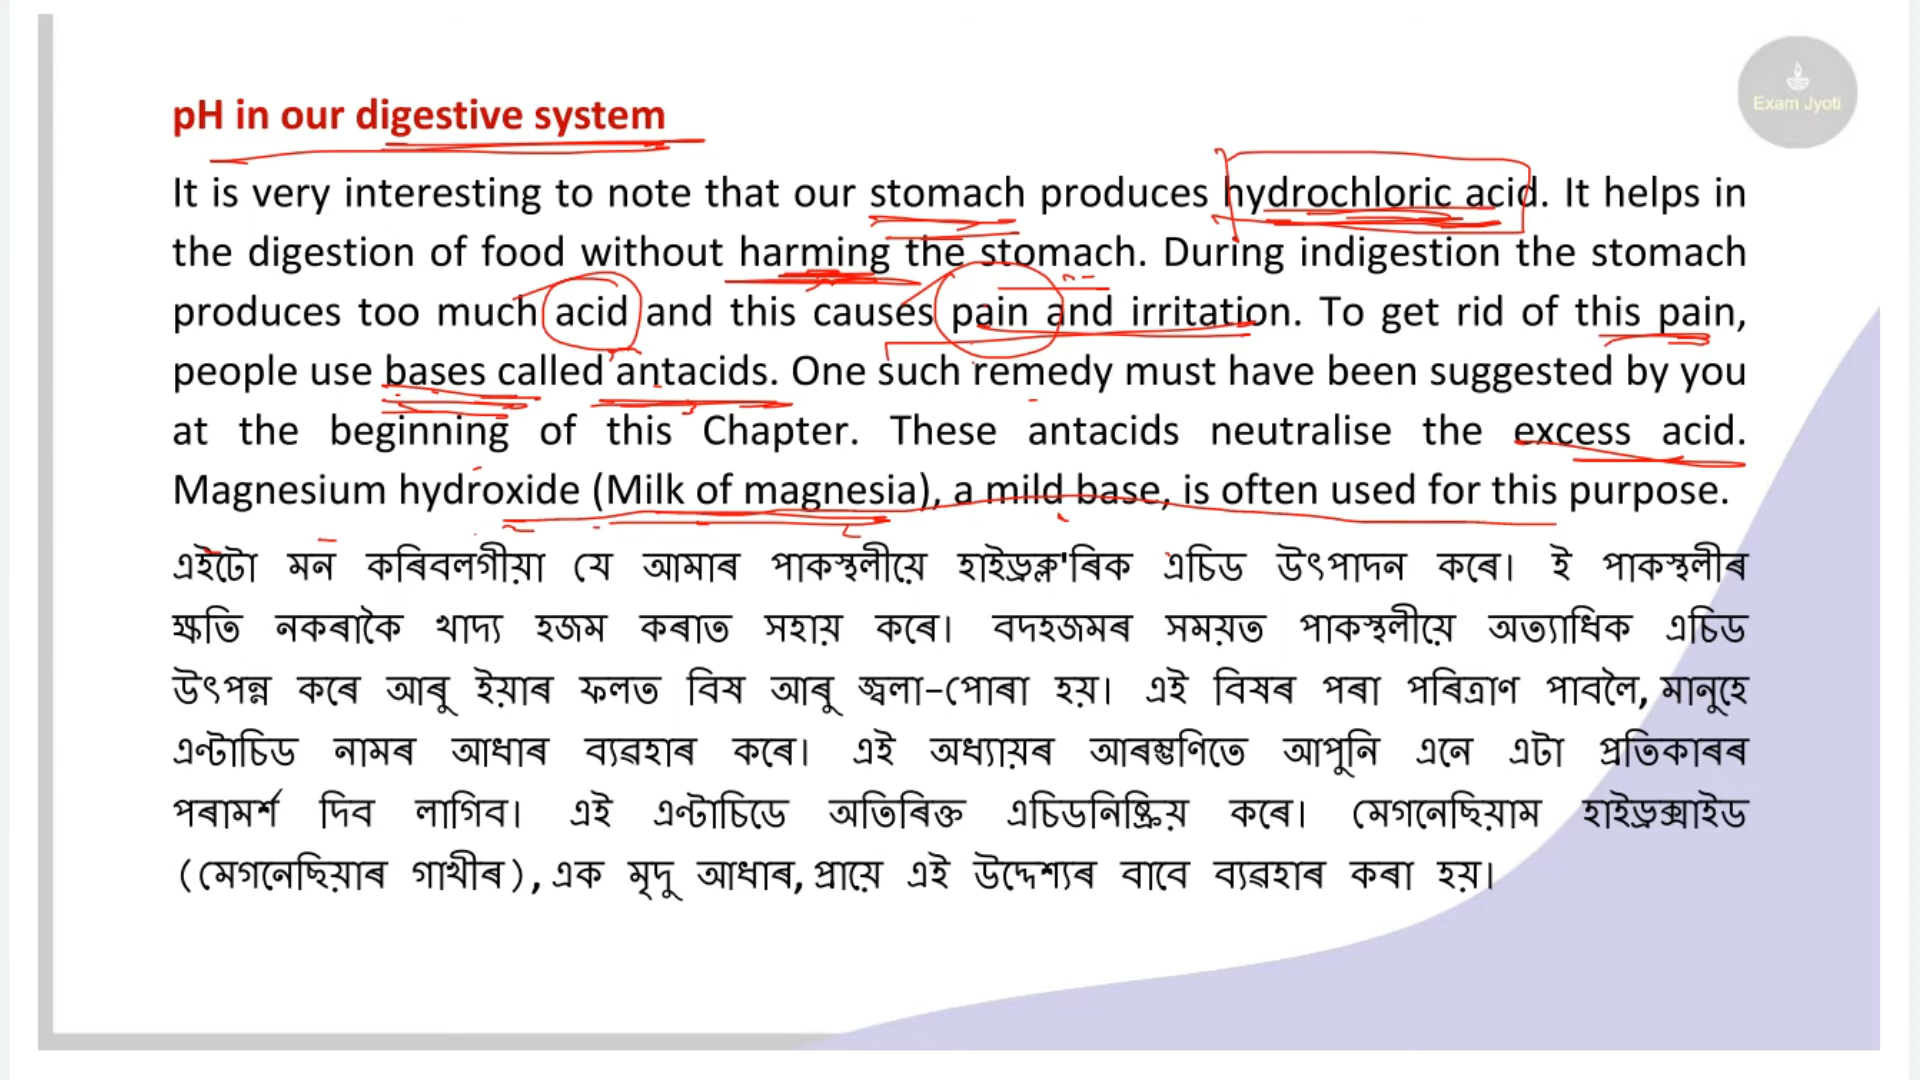 Exam Jyoti
pH in our digestive system
It is very interesting to note that our stomach produces hydrochloric acid. It helps in
the digestion of food without harming the stomach. During indigestion the stomach
produces too much acid and this causes pain and irritation. To get rid of this pain,
people use bases called antacids. One such remedy must have been suggested by you
at the beginning of this Chapter. These antacids neutralise the excess acid.
Magnesium hydroxide (Milk of magnesia), a mild base, is often used for this purpose.
এইটো মন কৰিবলগীয়া যে আমাৰ পাকস্থলীয়ে হাইড্ৰক্ল'ৰিক এচিড উৎপাদন কৰে। ই পাকস্থলীৰ
ক্ষতি নকৰাকৈ খাদ্য হজম কৰাত সহায় কৰে। বদহজমৰ সময়ত পাকস্থলীয়ে অত্যাধিক এচিড
উৎপন্ন কৰে আৰু ইয়াৰ ফলত বিষ আৰু জ্বলা-পোৰা হয়। এই বিষৰ পৰা পৰিত্ৰাণ পাবলৈ, মানুহে
এণ্টাচিড নামৰ আধাৰ ব্যৱহাৰ কৰে। এই অধ্যায়ৰ আৰম্ভণিতে আপুনি এনে এটা প্ৰতিকাৰৰ
পৰামৰ্শ দিব লাগিব। এই এণ্টাচিডে অতিৰিক্ত এচিডনিষ্ক্ৰিয় কৰে। মেগনেছিয়াম হাইড্ৰক্সাইড
(মেগনেছিয়াৰ গাখীৰ), এক মৃদু আধাৰ, প্ৰায়ে এই উদ্দেশ্যৰ বাবে ব্যৱহাৰ কৰা হয়।